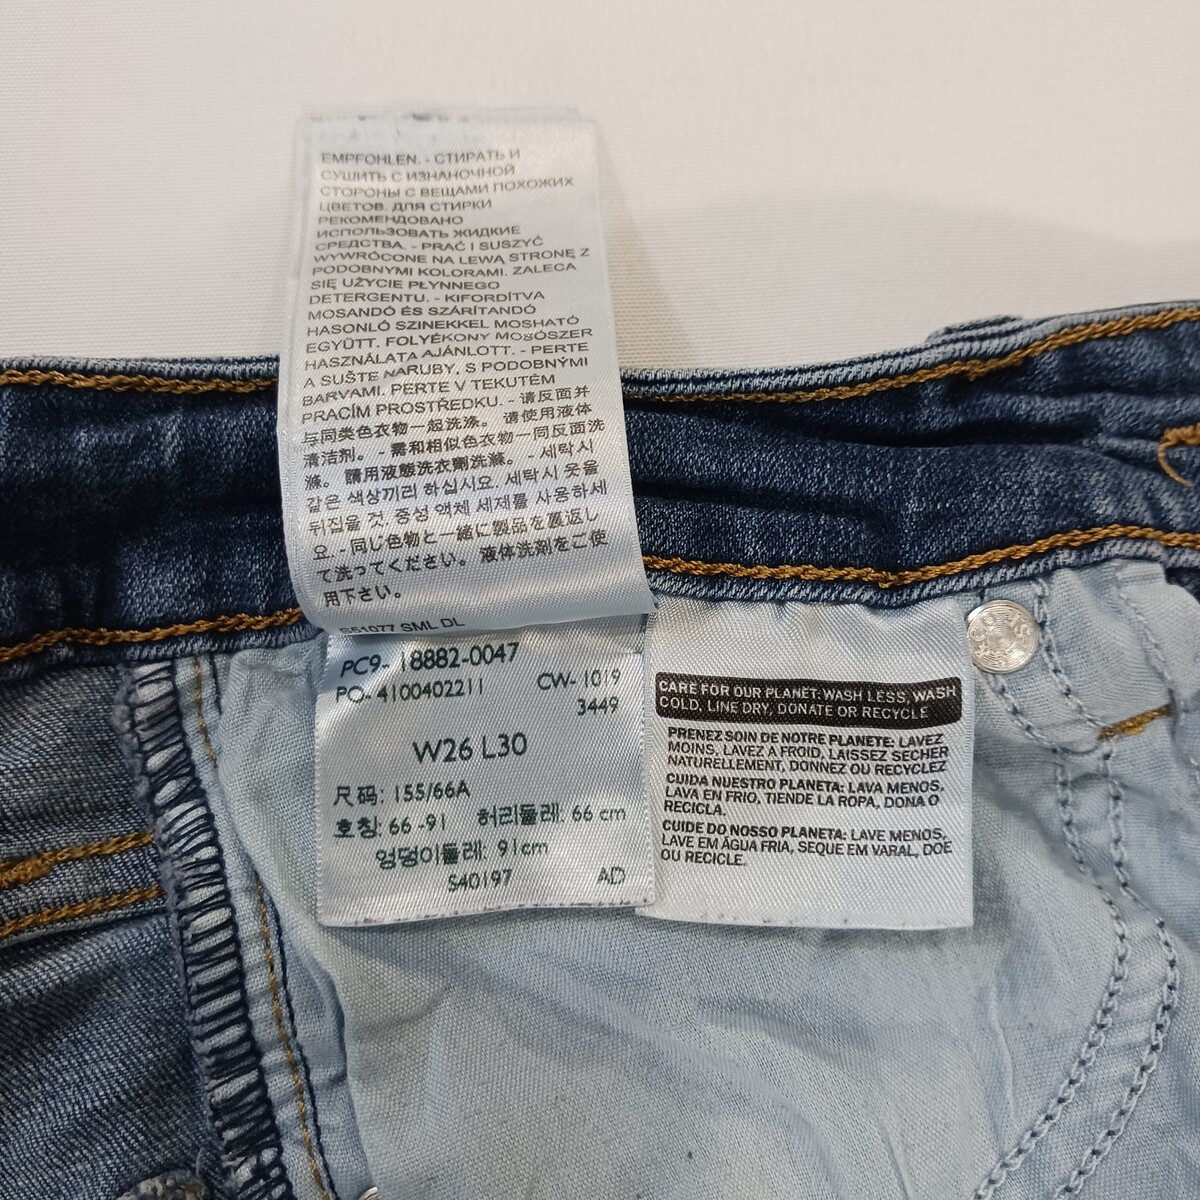 EMPFOHLEN. - СТИРАТЬ И
СУШИТЬ С ИЗНАНОЧНОЙ
СТОРОНЫ С ВЕЩАМИ ПОХОЖИХ
ЦВЕТОВ. ДЛЯ СТИРКИ
РЕКОМЕНДОВАНО
ИСПОЛЬЗОВАТЬ ЖИДКИЕ
СРЕДСТВА. - PRAĆ I SUSZYĆ
WYWRÓCONE NA LEWĄ STRONĘ Z
PODOBNYMI KOLORAMI. ZALECA
SIĘ UŻYCIE PŁYNNEGO
DETERGENTU. - KIFORDÍTVA
MOSANDÓ ÉS SZÁRÍTANDÓ
HASONLÓ SZINEKKEL MOSHATÓ
EGYÜTT. FOLYÉKONY MOSÓSZER
HASZNÁLATA AJÁNLOTT. - PERTE
A SUŠTE NARUBY, S PODOBNÝMI
BARVAMI. PERTE V TEKUTÉM
PRACÍM PROSTŘEDKU. - 请反面并
与同类色衣物一起洗涤。 请使用液体
清洁剂。 - 需和相似色衣物一同反面洗
滌。 請用液態洗衣劑洗滌。 - 세탁시
같은 색상끼리 하십시요. 세탁시 옷을
뒤집을 것. 중성 액체 세제를 사용하세
요. - 同じ色物と一緒に製品を裏返し
て洗ってください。液体洗剤をご使
用下さい。
S51077 SML DL
PC9- 18882-0047
PO- 4100402211 CW- 1019
3449
W26 L30
尺码: 155/66A
호칭: 66 -91 허리둘레: 66 cm
엉덩이둘레: 91cm
S40197 AD
CARE FOR OUR PLANET: WASH LESS, WASH
COLD, LINE DRY, DONATE OR RECYCLE
PRENEZ SOIN DE NOTRE PLANETE: LAVEZ
MOINS, LAVEZ A FROID, LAISSEZ SECHER
NATURELLEMENT, DONNEZ OU RECYCLEZ
CUIDA NUESTRO PLANETA: LAVA MENOS,
LAVA EN FRIO, TIENDE LA ROPA, DONA O
RECICLA.
CUIDE DO NOSSO PLANETA: LAVE MENOS,
LAVE EM ÁGUA FRIA, SEQUE EM VARAL, DOE
OU RECICLE.